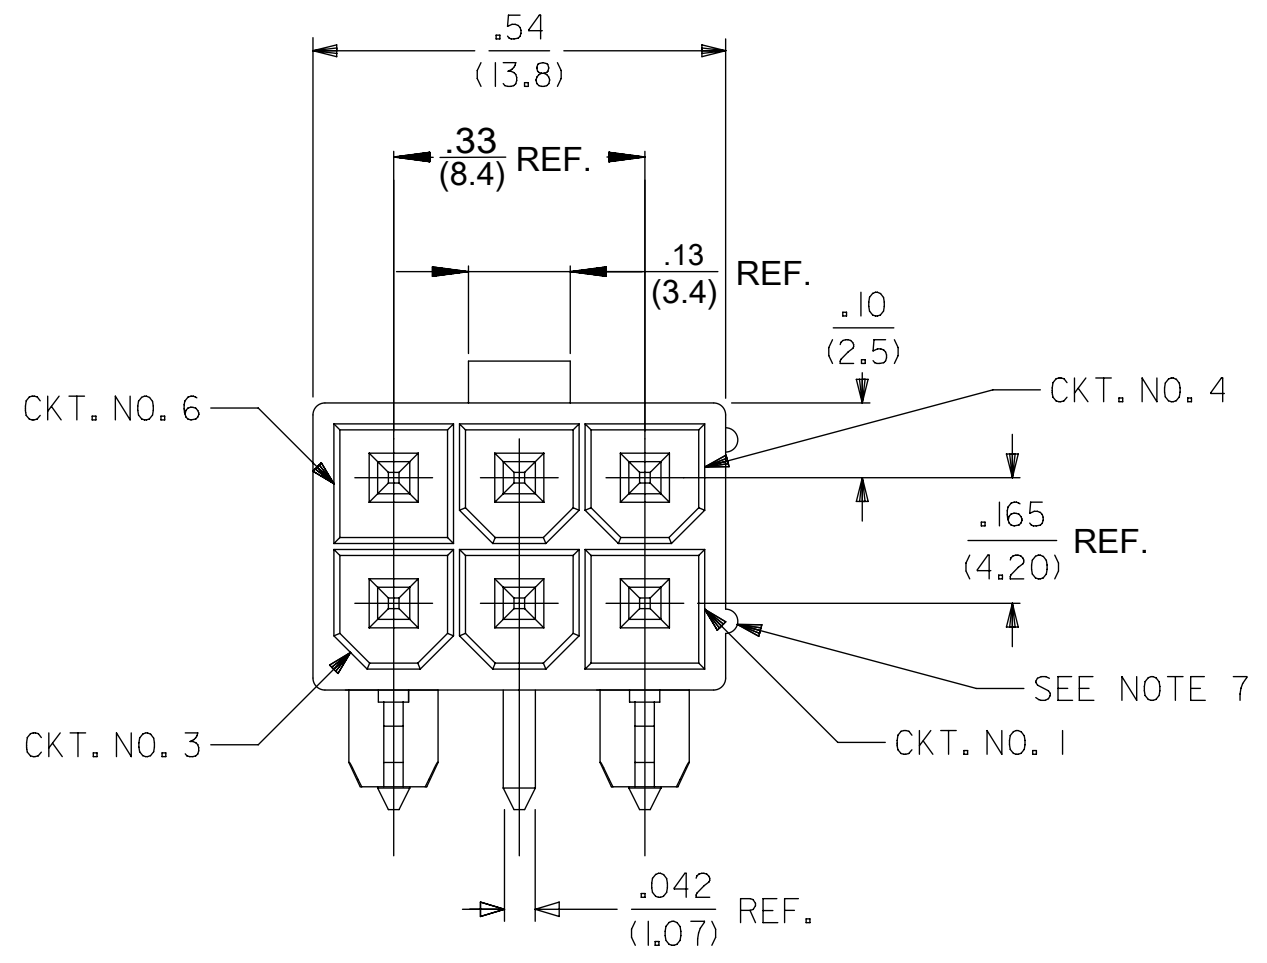 .54
(13.8)
.33
(8.4) REF.
.13
(3.4) REF.
.10
(2.5)
CKT. NO. 6
CKT. NO. 4
.165
(4.20) REF.
SEE NOTE 7
CKT. NO. 3
CKT. NO. 1
.042
(1.07) REF.